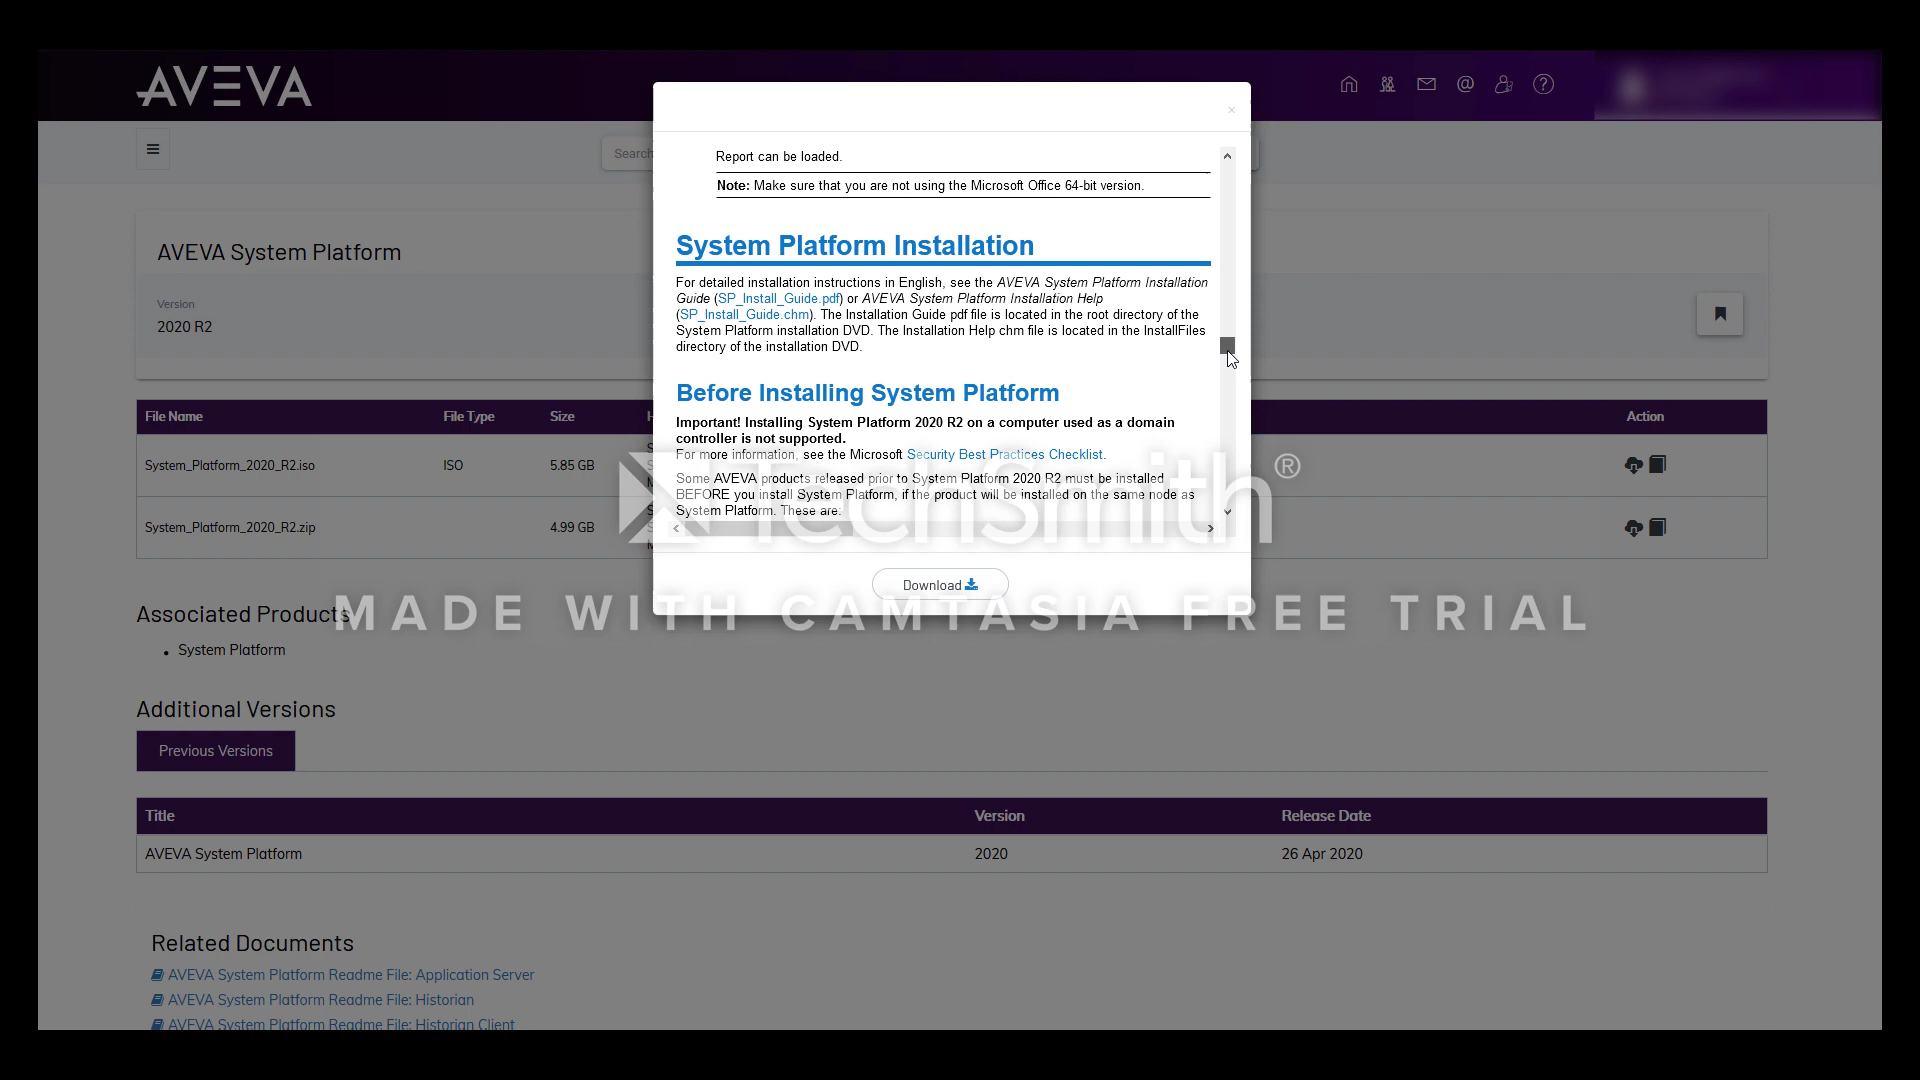 AVEVA
Search
AVEVA System Platform
Version
2020 R2
File Name File Type Size Action
System_Platform_2020_R2.iso ISO 5.85 GB
System_Platform_2020_R2.zip 4.99 GB
Report can be loaded.
Note: Make sure that you are not using the Microsoft Office 64-bit version.
System Platform Installation
For detailed installation instructions in English, see the AVEVA System Platform Installation
Guide (SP_Install_Guide.pdf) or AVEVA System Platform Installation Help
(SP_Install_Guide.chm). The Installation Guide pdf file is located in the root directory of the
System Platform installation DVD. The Installation Help chm file is located in the InstallFiles
directory of the installation DVD.
Before Installing System Platform
Important! Installing System Platform 2020 R2 on a computer used as a domain
controller is not supported.
For more information, see the Microsoft Security Best Practices Checklist.
Some AVEVA products released prior to System Platform 2020 R2 must be installed
BEFORE you install System Platform, if the product will be installed on the same node as
System Platform. These are:
Download
TechSmith®
MADE WITH CAMTASIA FREE TRIAL
Associated Products
• System Platform
Additional Versions
Previous Versions
Title Version Release Date
AVEVA System Platform 2020 26 Apr 2020
Related Documents
AVEVA System Platform Readme File: Application Server
AVEVA System Platform Readme File: Historian
AVEVA System Platform Readme File: Historian Client